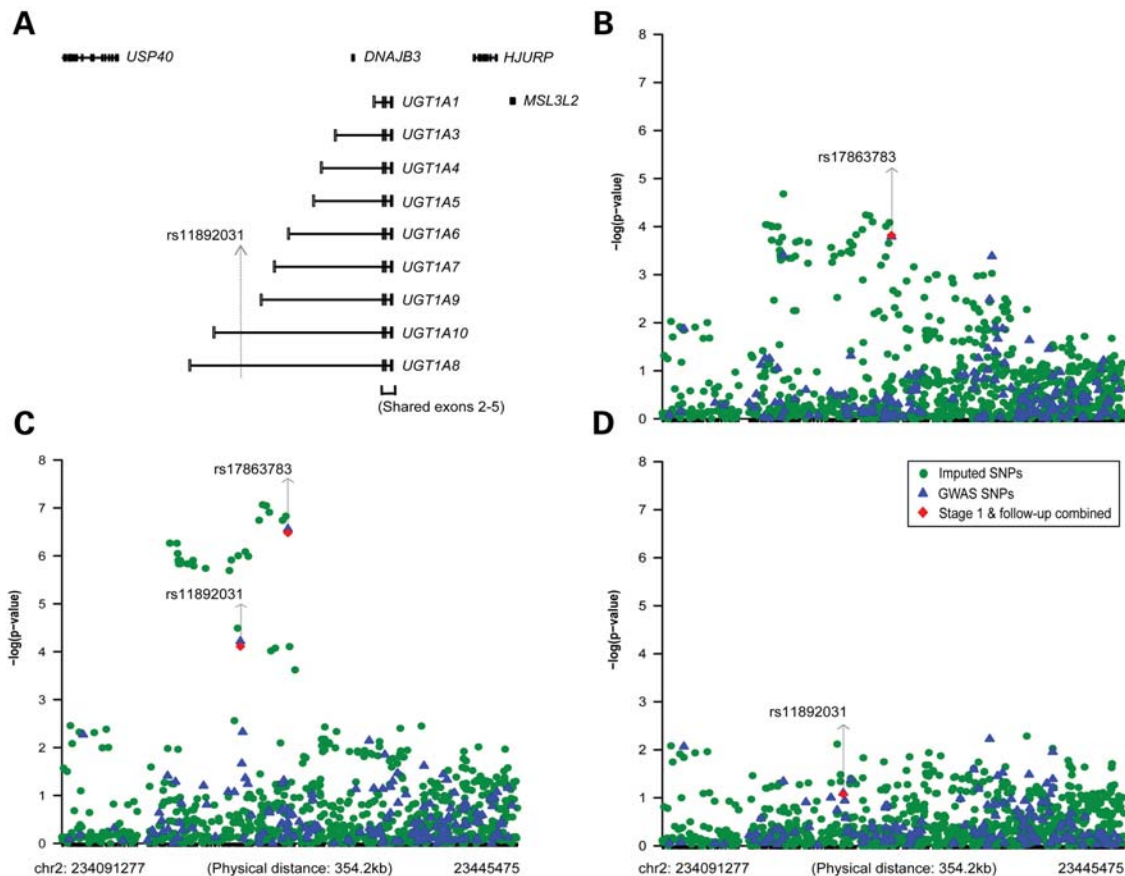 A
USP40
DNAJB3
HJURP
UGT1A1
MSL3L2
UGT1A3
UGT1A4
UGT1A5
rs11892031
UGT1A6
UGT1A7
UGT1A9
UGT1A10
UGT1A8
(Shared exons 2-5)
B
8
7
6
5
4
3
2
1
0
−log(p−value)
rs17863783
C
8
7
6
5
4
3
2
1
0
−log(p−value)
rs17863783
rs11892031
chr2: 234091277
(Physical distance: 354.2kb)
23445475
D
8
7
6
5
4
3
2
1
0
−log(p−value)
Imputed SNPs
GWAS SNPs
Stage 1 & follow-up combined
rs11892031
chr2: 234091277
(Physical distance: 354.2kb)
23445475